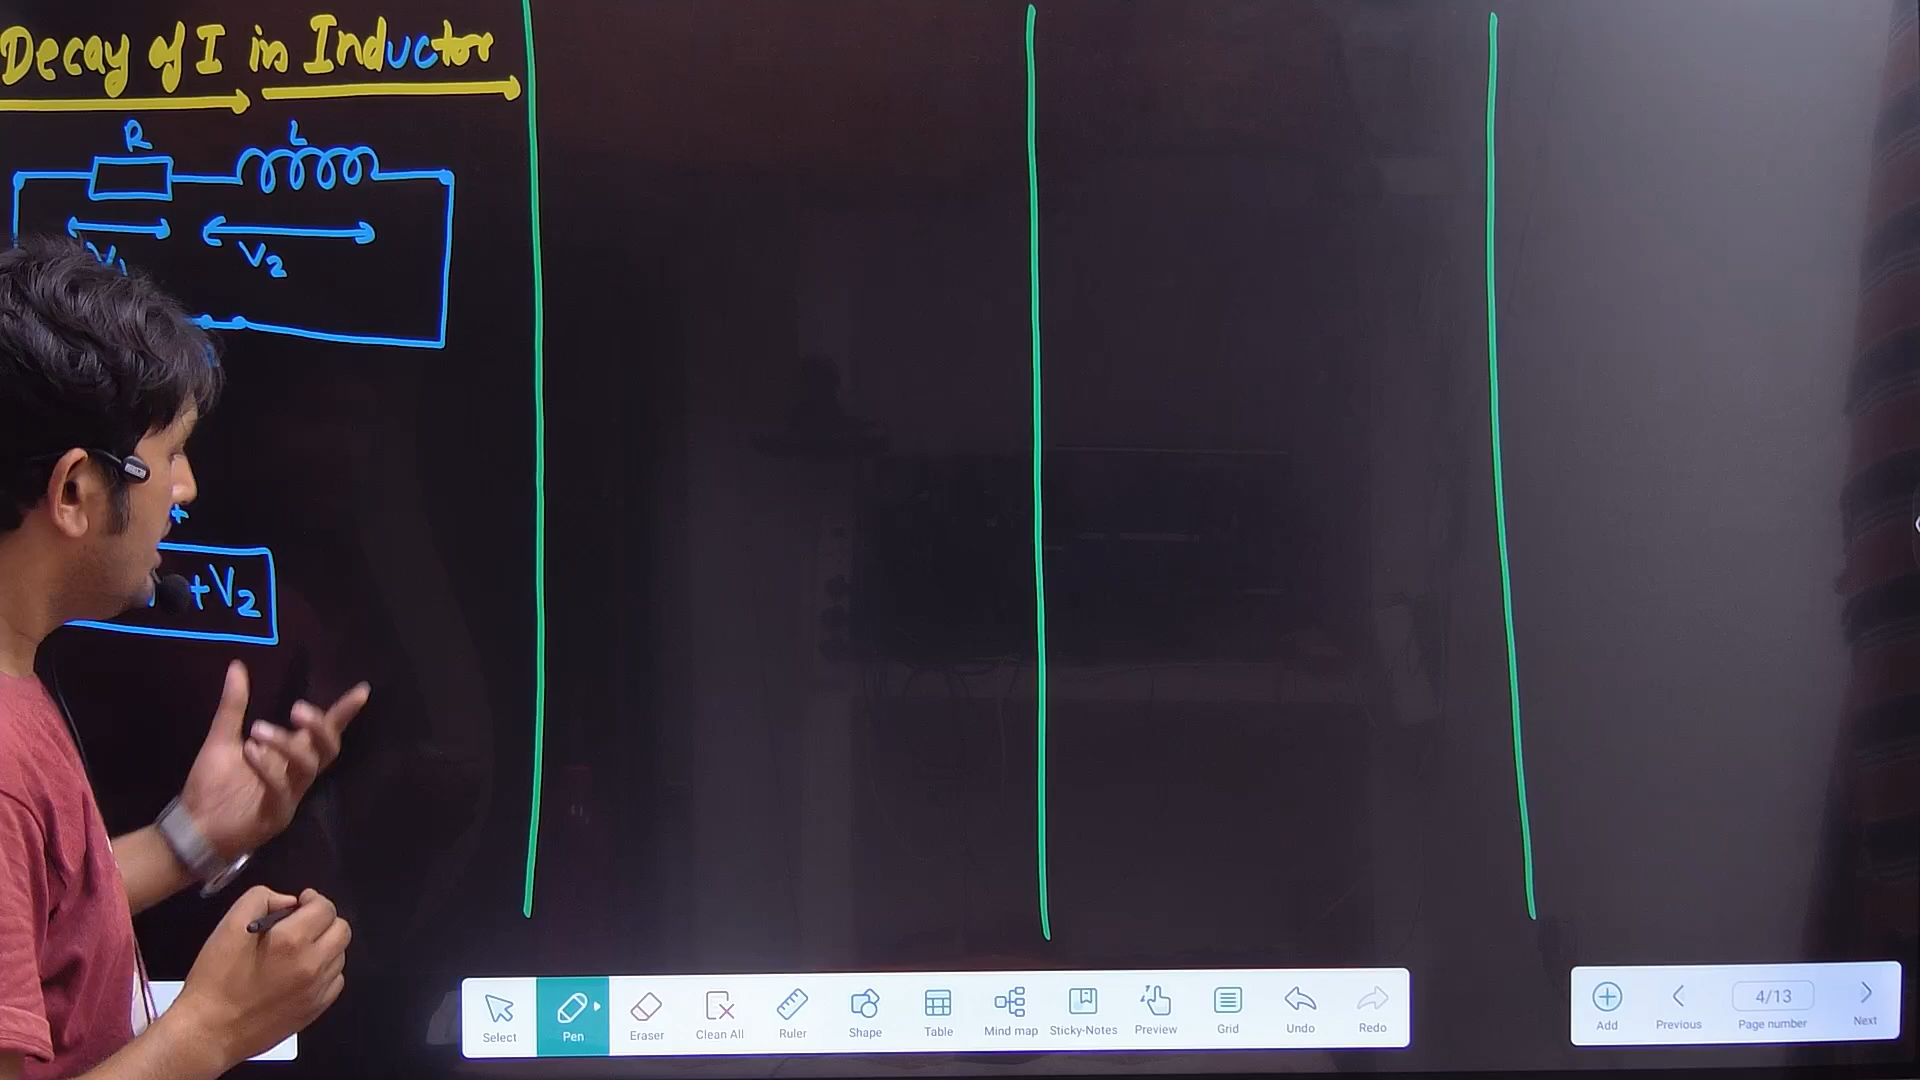 Decay of I in Inductor
R
L
V1
V2
+
+V2
Select
Pen
Eraser
Clean All
Ruler
Shape
Table
Mind map
Sticky-Notes
Preview
Grid
Undo
Redo
Add
Previous
4/13
Page number
Next